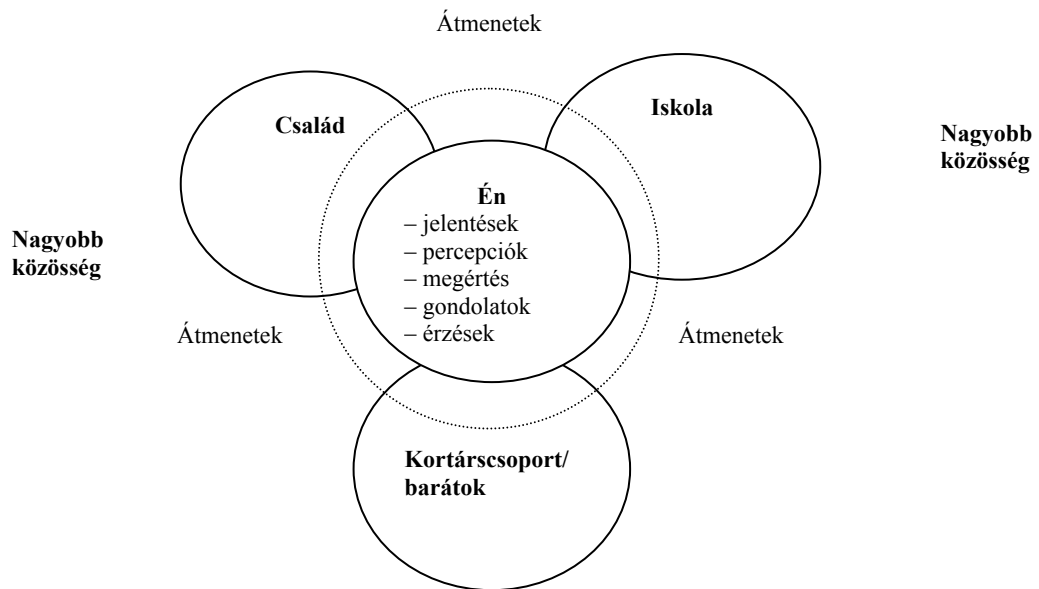 Átmenetek
Család
Iskola
Nagyobb
közösség
Én
– jelentések
– percepciók
– megértés
– gondolatok
– érzések
Nagyobb
közösség
Átmenetek
Átmenetek
Kortárscsoport/
barátok